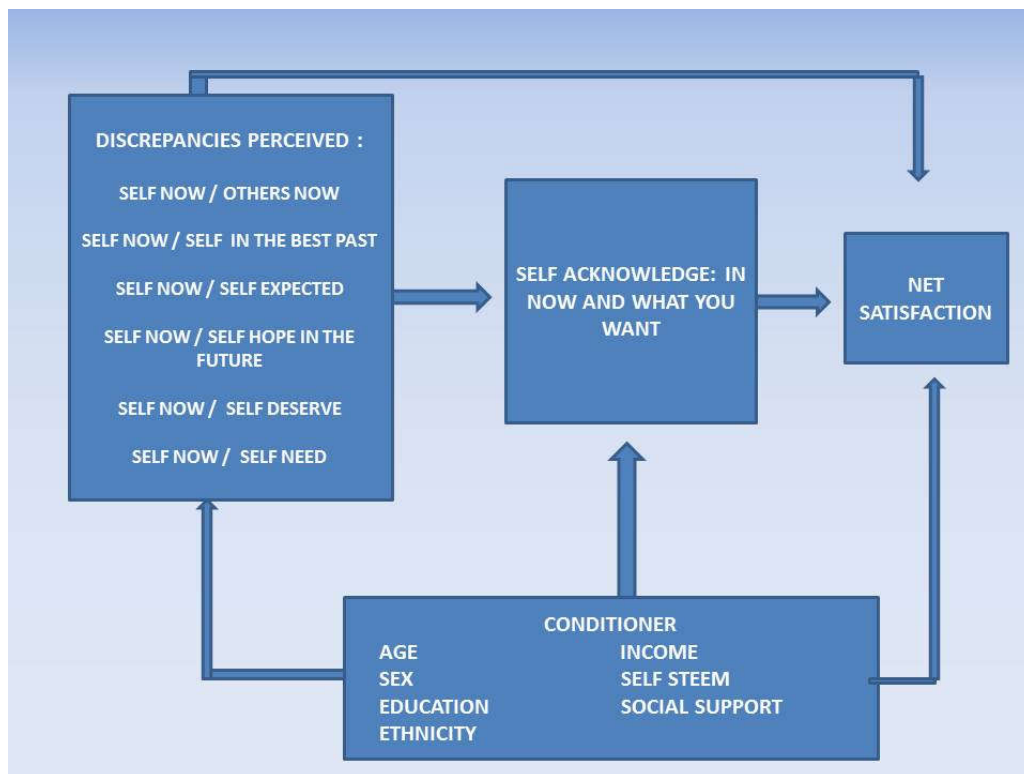 DISCREPANCIES PERCEIVED :
SELF NOW / OTHERS NOW
SELF NOW / SELF IN THE BEST PAST
SELF NOW / SELF EXPECTED
SELF NOW / SELF HOPE IN THE
FUTURE
SELF NOW / SELF DESERVE
SELF NOW / SELF NEED
SELF ACKNOWLEDGE: IN
NOW AND WHAT YOU
WANT
NET
SATISFACTION
CONDITIONER
AGE
SEX
EDUCATION
ETHNICITY
INCOME
SELF STEEM
SOCIAL SUPPORT